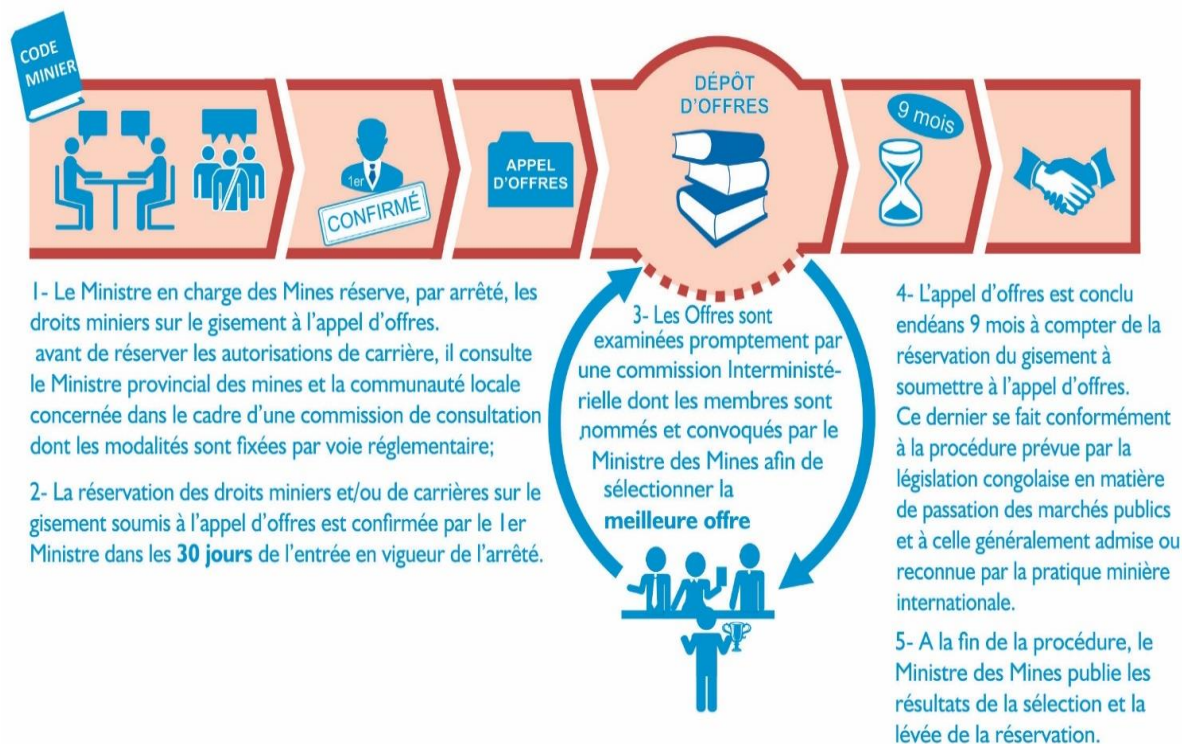 CODE
MINIER
1er
CONFIRMÉ
APPEL
D'OFFRES
DÉPÔT
D'OFFRES
9 mois
1- Le Ministre en charge des Mines réserve, par arrêté, les
droits miniers sur le gisement à l'appel d'offres.
avant de réserver les autorisations de carrière, il consulte
le Ministre provincial des mines et la communauté locale
concernée dans le cadre d'une commission de consultation
dont les modalités sont fixées par voie réglementaire;
2- La réservation des droits miniers et/ou de carrières sur le
gisement soumis à l'appel d'offres est confirmée par le 1er
Ministre dans les 30 jours de l'entrée en vigueur de l'arrêté.
3- Les Offres sont
examinées promptement par
une commission Interministé-
rielle dont les membres sont
nommés et convoqués par le
Ministre des Mines afin de
sélectionner la
meilleure offre
4- L'appel d'offres est conclu
endéans 9 mois à compter de la
réservation du gisement à
soumettre à l'appel d'offres.
Ce dernier se fait conformément
à la procédure prévue par la
législation congolaise en matière
de passation des marchés publics
et à celle généralement admise ou
reconnue par la pratique minière
internationale.
5- A la fin de la procédure, le
Ministre des Mines publie les
résultats de la sélection et la
lévée de la réservation.